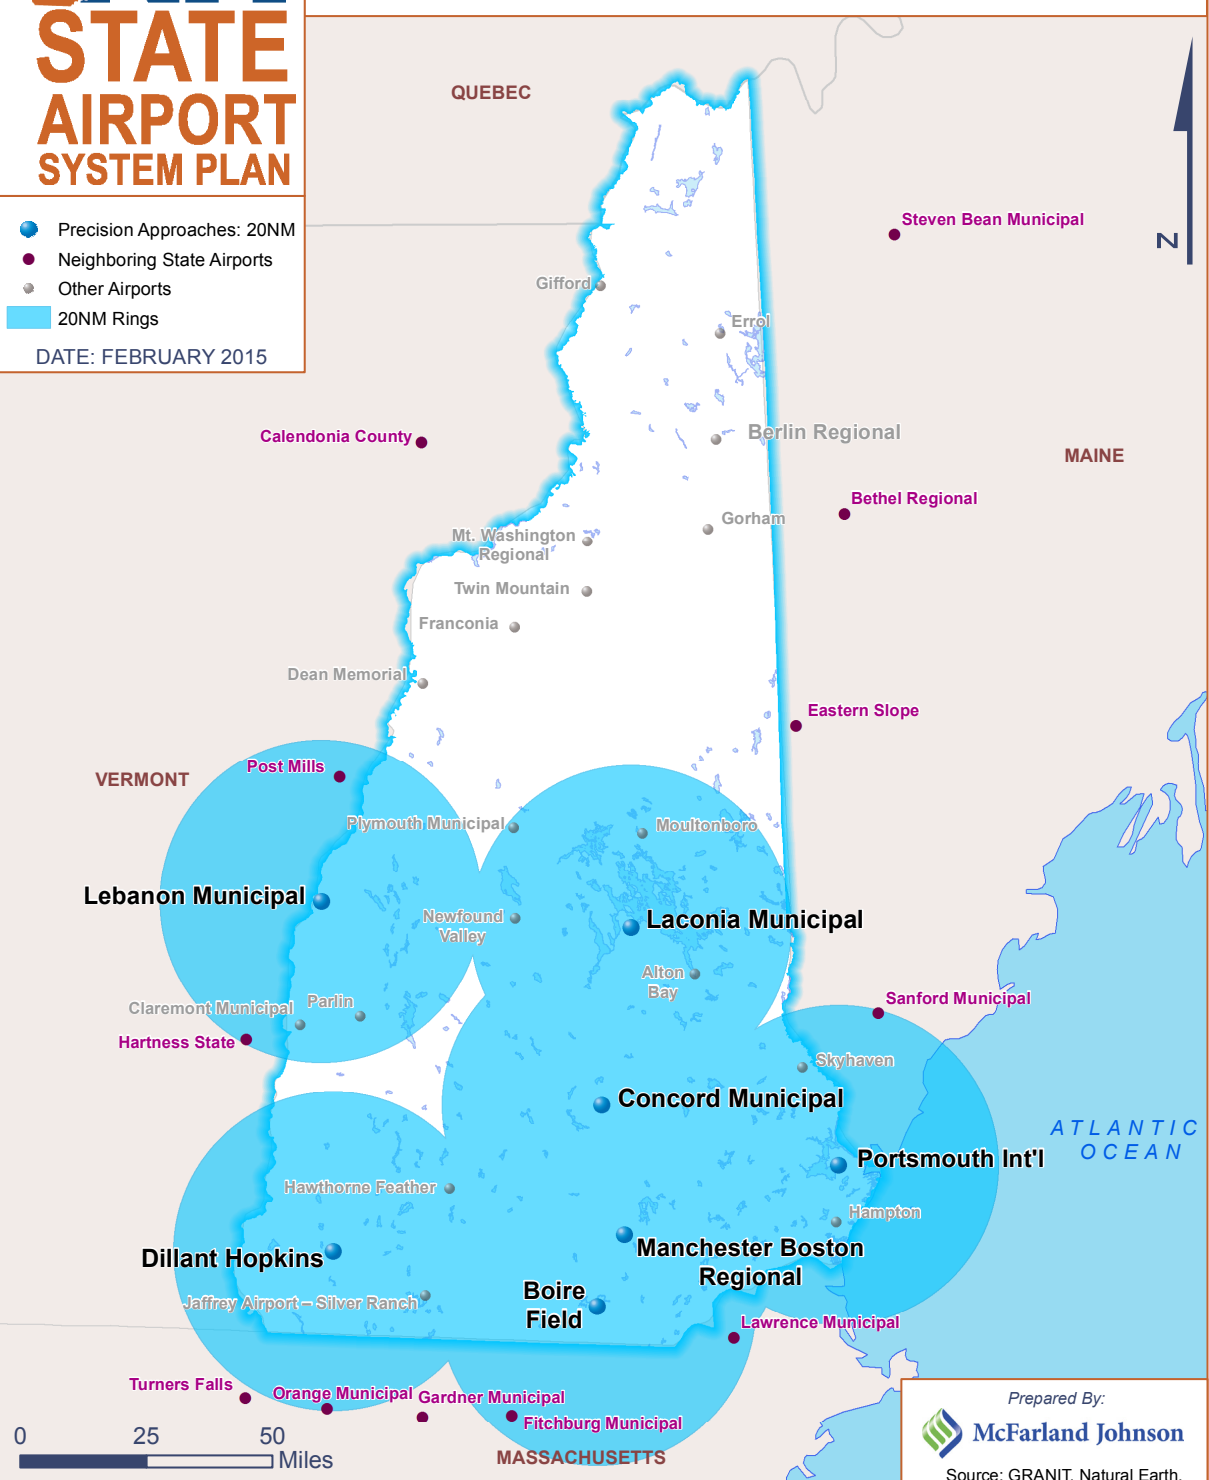 STATE
AIRPORT
SYSTEM PLAN
Precision Approaches: 20NM
Neighboring State Airports
Other Airports
20NM Rings
DATE: FEBRUARY 2015
QUEBEC
N
Steven Bean Municipal
Gifford
Errol
Calendonia County
Berlin Regional
MAINE
Bethel Regional
Gorham
Mt. Washington
Regional
Twin Mountain
Franconia
Dean Memorial
Eastern Slope
Post Mills
VERMONT
Plymouth Municipal
Moultonboro
Lebanon Municipal
Newfound
Valley
Laconia Municipal
Alton
Bay
Claremont Municipal
Parlin
Sanford Municipal
Hartness State
Skyhaven
Concord Municipal
ATLANTIC
OCEAN
Portsmouth Int'l
Hawthorne Feather
Hampton
Dillant Hopkins
Manchester Boston
Regional
Boire
Field
Jaffrey Airport – Silver Ranch
Lawrence Municipal
Turners Falls
Orange Municipal
Gardner Municipal
Fitchburg Municipal
MASSACHUSETTS
0 25 50
Miles
Prepared By:
McFarland Johnson
Source: GRANIT, Natural Earth,